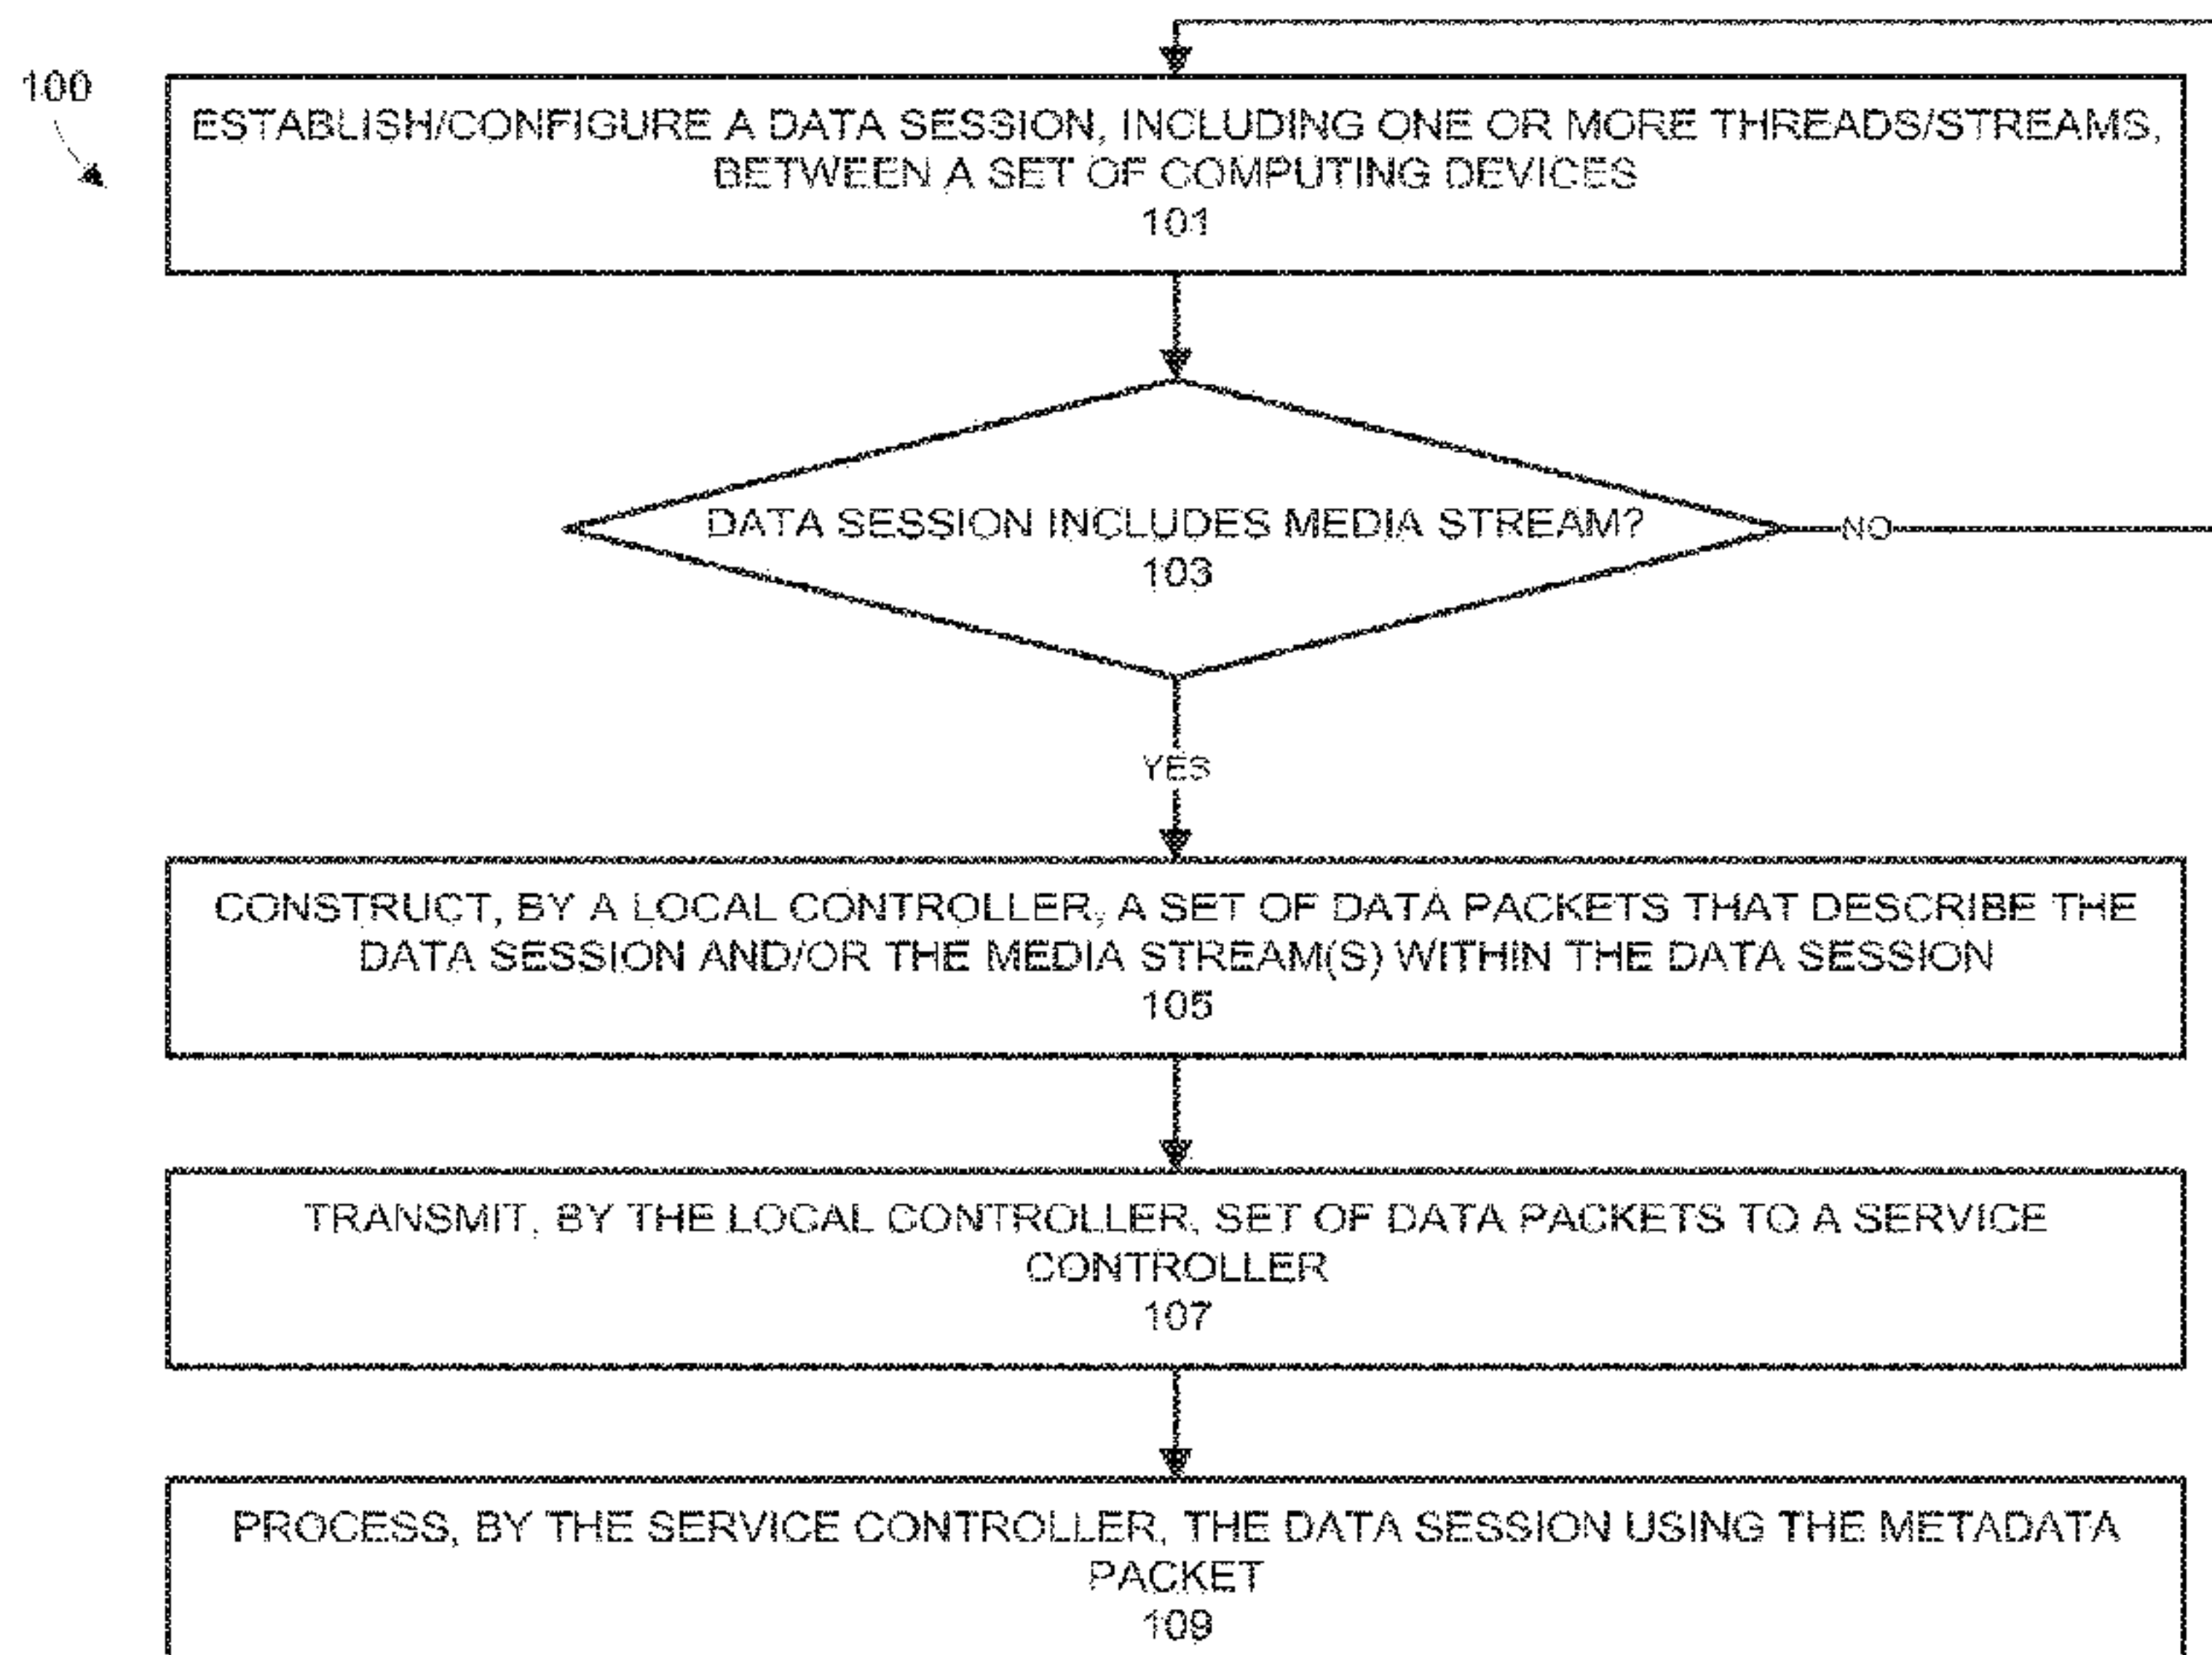 100
ESTABLISH/CONFIGURE A DATA SESSION, INCLUDING ONE OR MORE THREADS/STREAMS,
BETWEEN A SET OF COMPUTING DEVICES
101
DATA SESSION INCLUDES MEDIA STREAM?
103
NO
YES
CONSTRUCT, BY A LOCAL CONTROLLER, A SET OF DATA PACKETS THAT DESCRIBE THE
DATA SESSION AND/OR THE MEDIA STREAM(S) WITHIN THE DATA SESSION
105
TRANSMIT, BY THE LOCAL CONTROLLER, SET OF DATA PACKETS TO A SERVICE
CONTROLLER
107
PROCESS, BY THE SERVICE CONTROLLER, THE DATA SESSION USING THE METADATA
PACKET
109